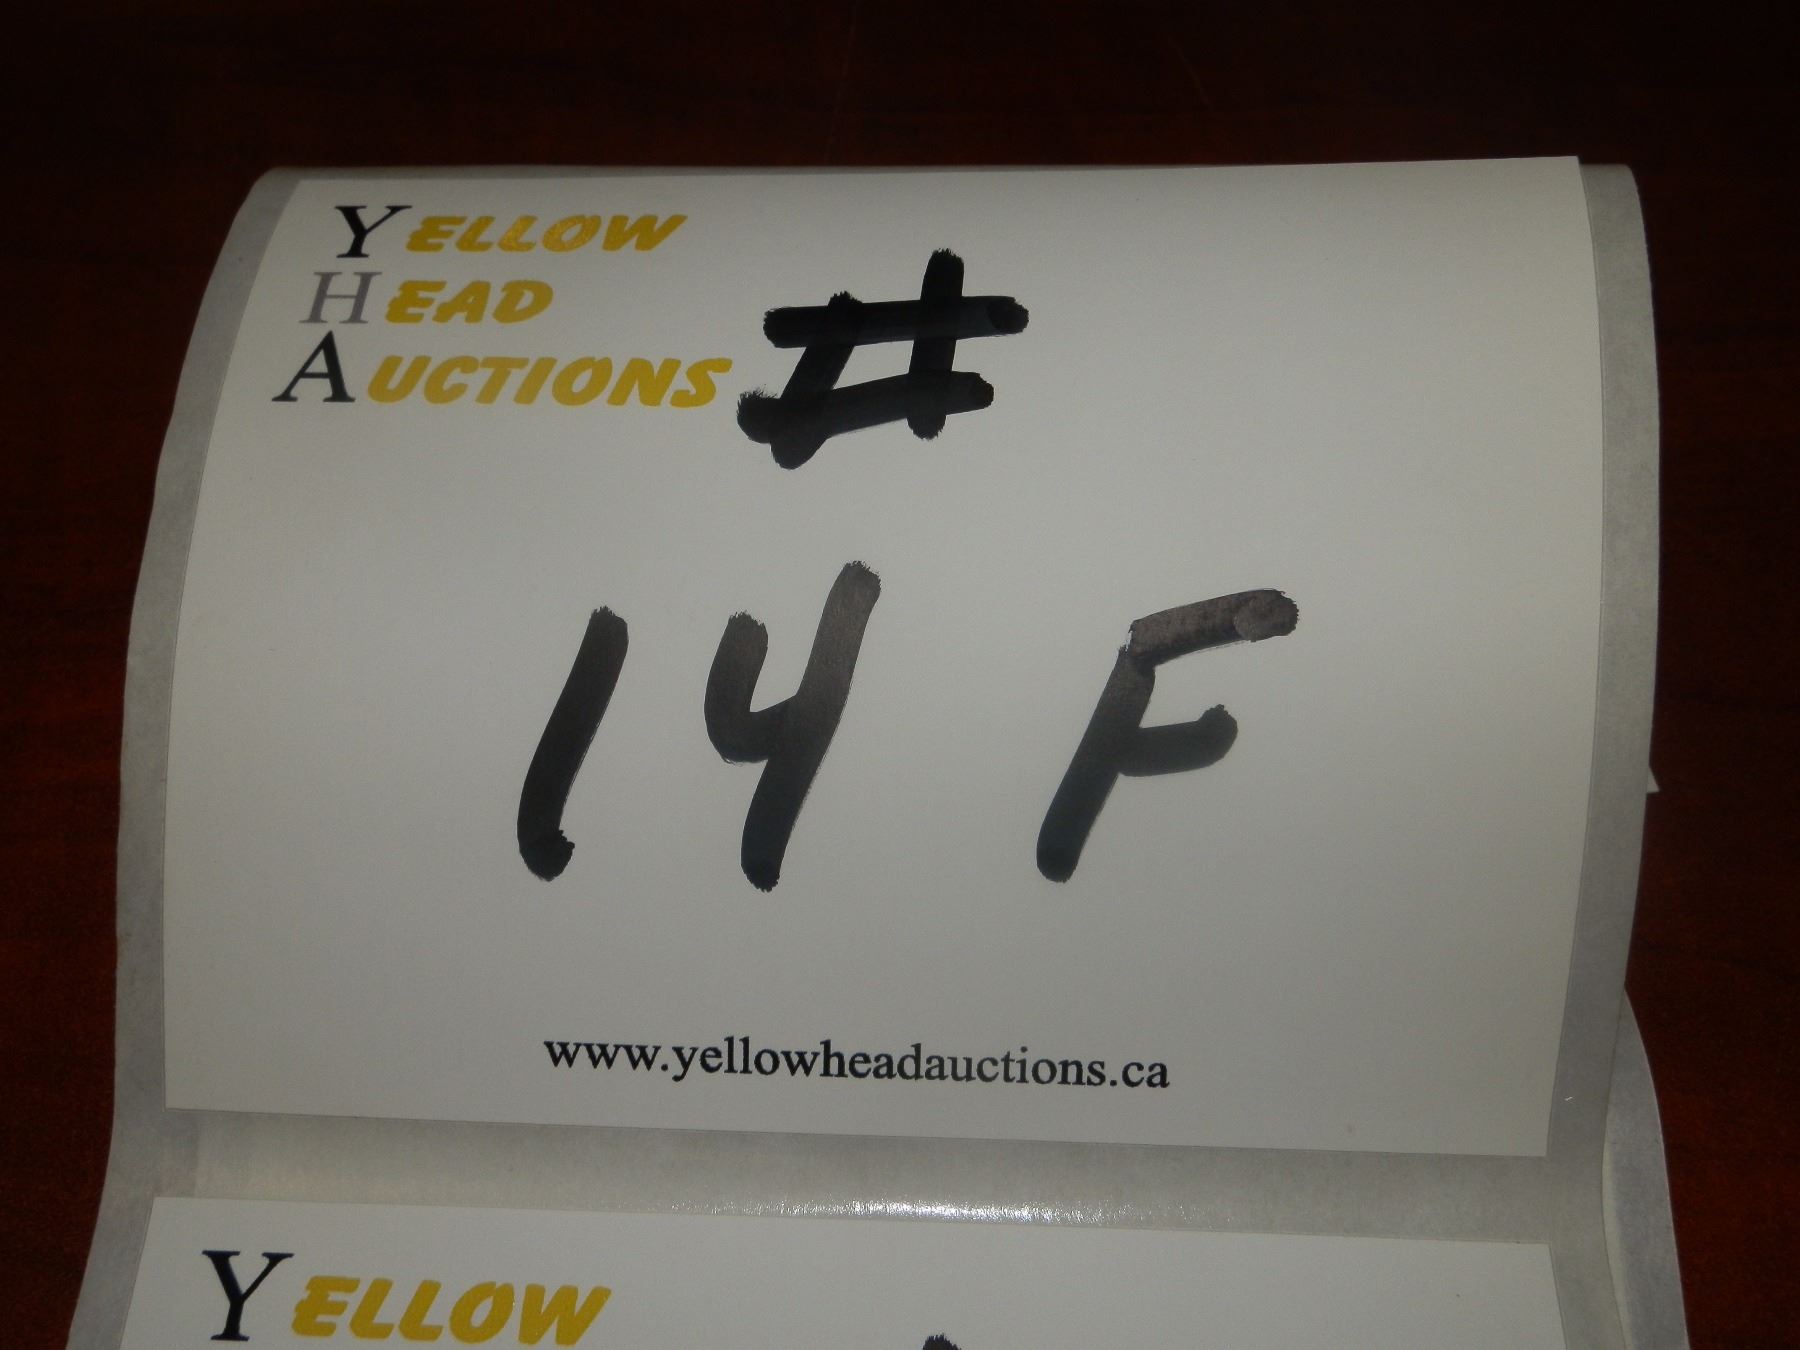 YELLOW
HEAD
AUCTIONS
#
14 F
www.yellowheadauctions.ca
YELLOW